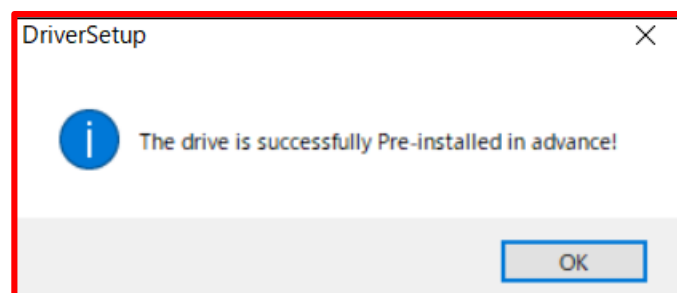 DriverSetup
The drive is successfully Pre-installed in advance!
OK